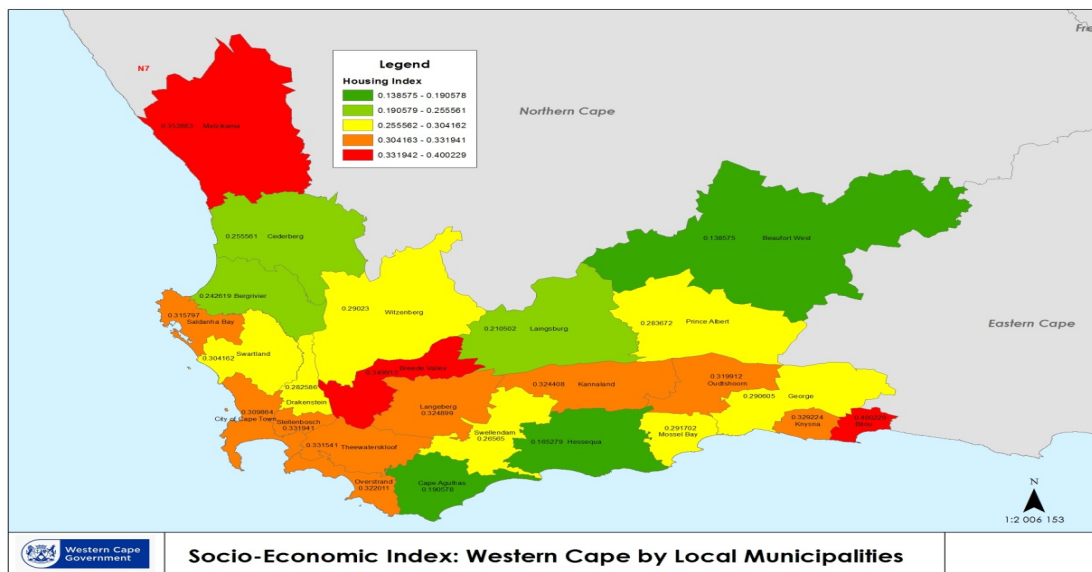 Fre
N7
Legend
Housing Index
0.138575 - 0.190578
0.190579 - 0.255561
0.255562 - 0.304162
0.304163 - 0.331941
0.331942 - 0.400229
Northern Cape
Matzikama
0.255561 Cederberg
0.138575 Beaufort West
0.242619 Bergrivier
0.29023 Witzenberg
0.315797
Saldanha Bay
0.210502 Laingsburg
0.283672 Prince Albert
Eastern Cape
Swartland
0.304162
Breede Valley
0.319912
Oudtshoorn
0.324408 Kannaland
0.282586
Drakenstein
0.290605 George
0.309864
City of Cape Town
Langeberg
0.324899
Stellenbosch
0.331941
0.291702
Mossel Bay
0.329224
Knysna
0.400229
Bitou
Swellendam
0.26565
0.165279 Hessequa
0.331541 Theewaterskloof
Overstrand
0.322011
Cape Agulhas
0.190578
N
1:2 006 153
Western Cape
Government
Socio-Economic Index: Western Cape by Local Municipalities